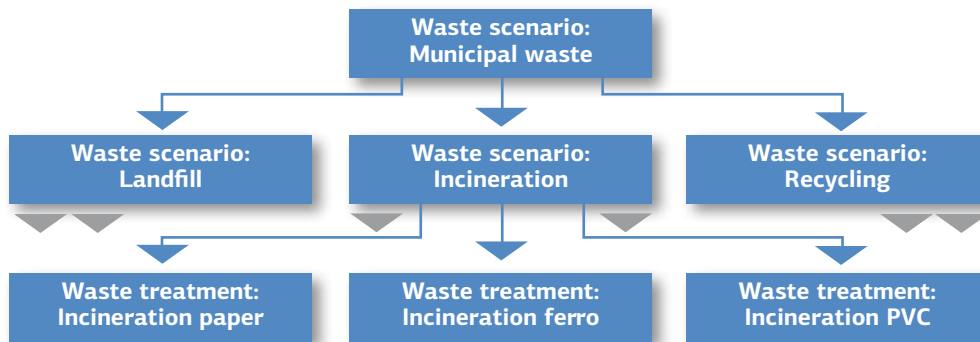 Waste scenario:
Municipal waste
Waste scenario:
Landfill
Waste scenario:
Incineration
Waste scenario:
Recycling
Waste treatment:
Incineration paper
Waste treatment:
Incineration ferro
Waste treatment:
Incineration PVC